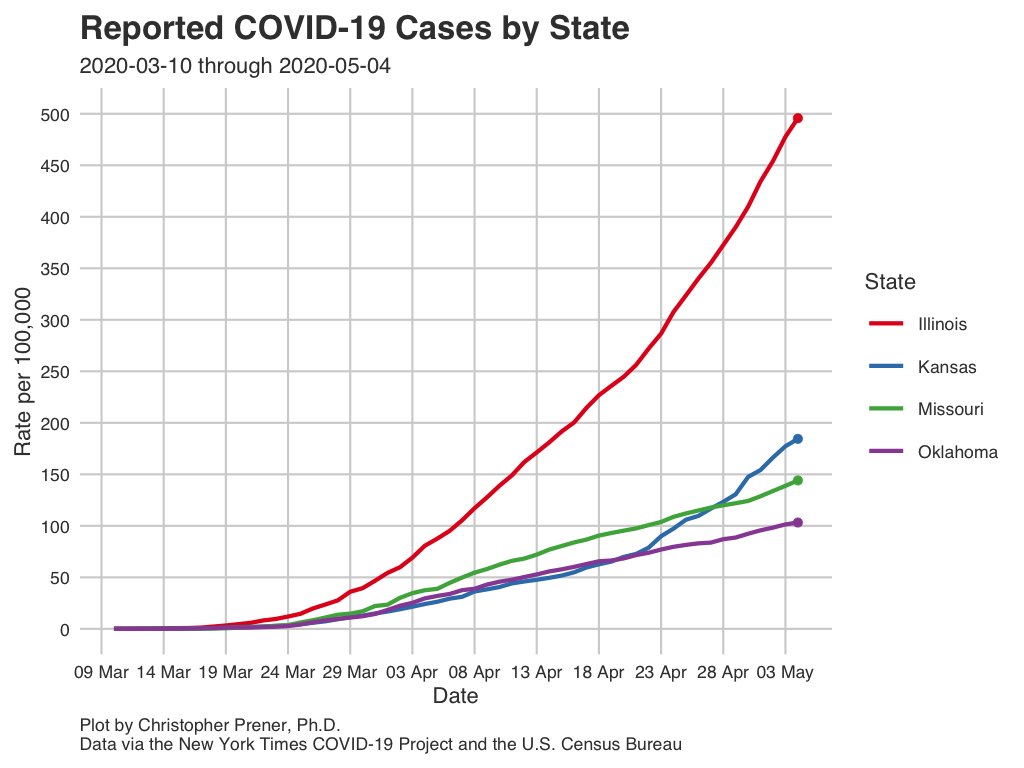 Reported COVID-19 Cases by State
2020-03-10 through 2020-05-04
500
450
400
350
300
250
200
150
100
50
0
Rate per 100,000
09 Mar 14 Mar 19 Mar 24 Mar 29 Mar 03 Apr 08 Apr 13 Apr 18 Apr 23 Apr 28 Apr 03 May
Date
State
Illinois
Kansas
Missouri
Oklahoma
Plot by Christopher Prener, Ph.D.
Data via the New York Times COVID-19 Project and the U.S. Census Bureau